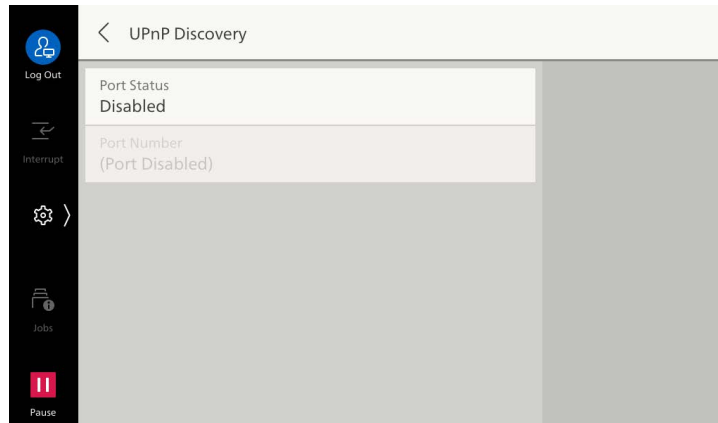 UPnP Discovery
Log Out
Port Status
Disabled
Port Number
(Port Disabled)
Interrupt
Jobs
Pause